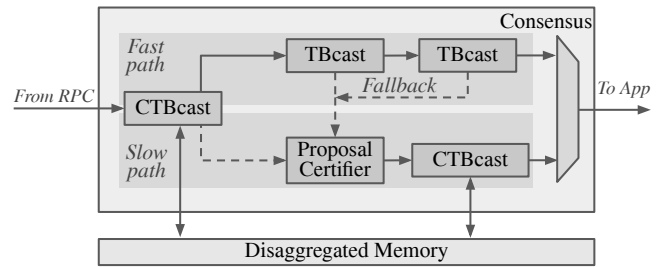 Consensus
Fast
path
TBcast
TBcast
Fallback
From RPC
CTBcast
To App
Slow
path
Proposal
Certifier
CTBcast
Disaggregated Memory